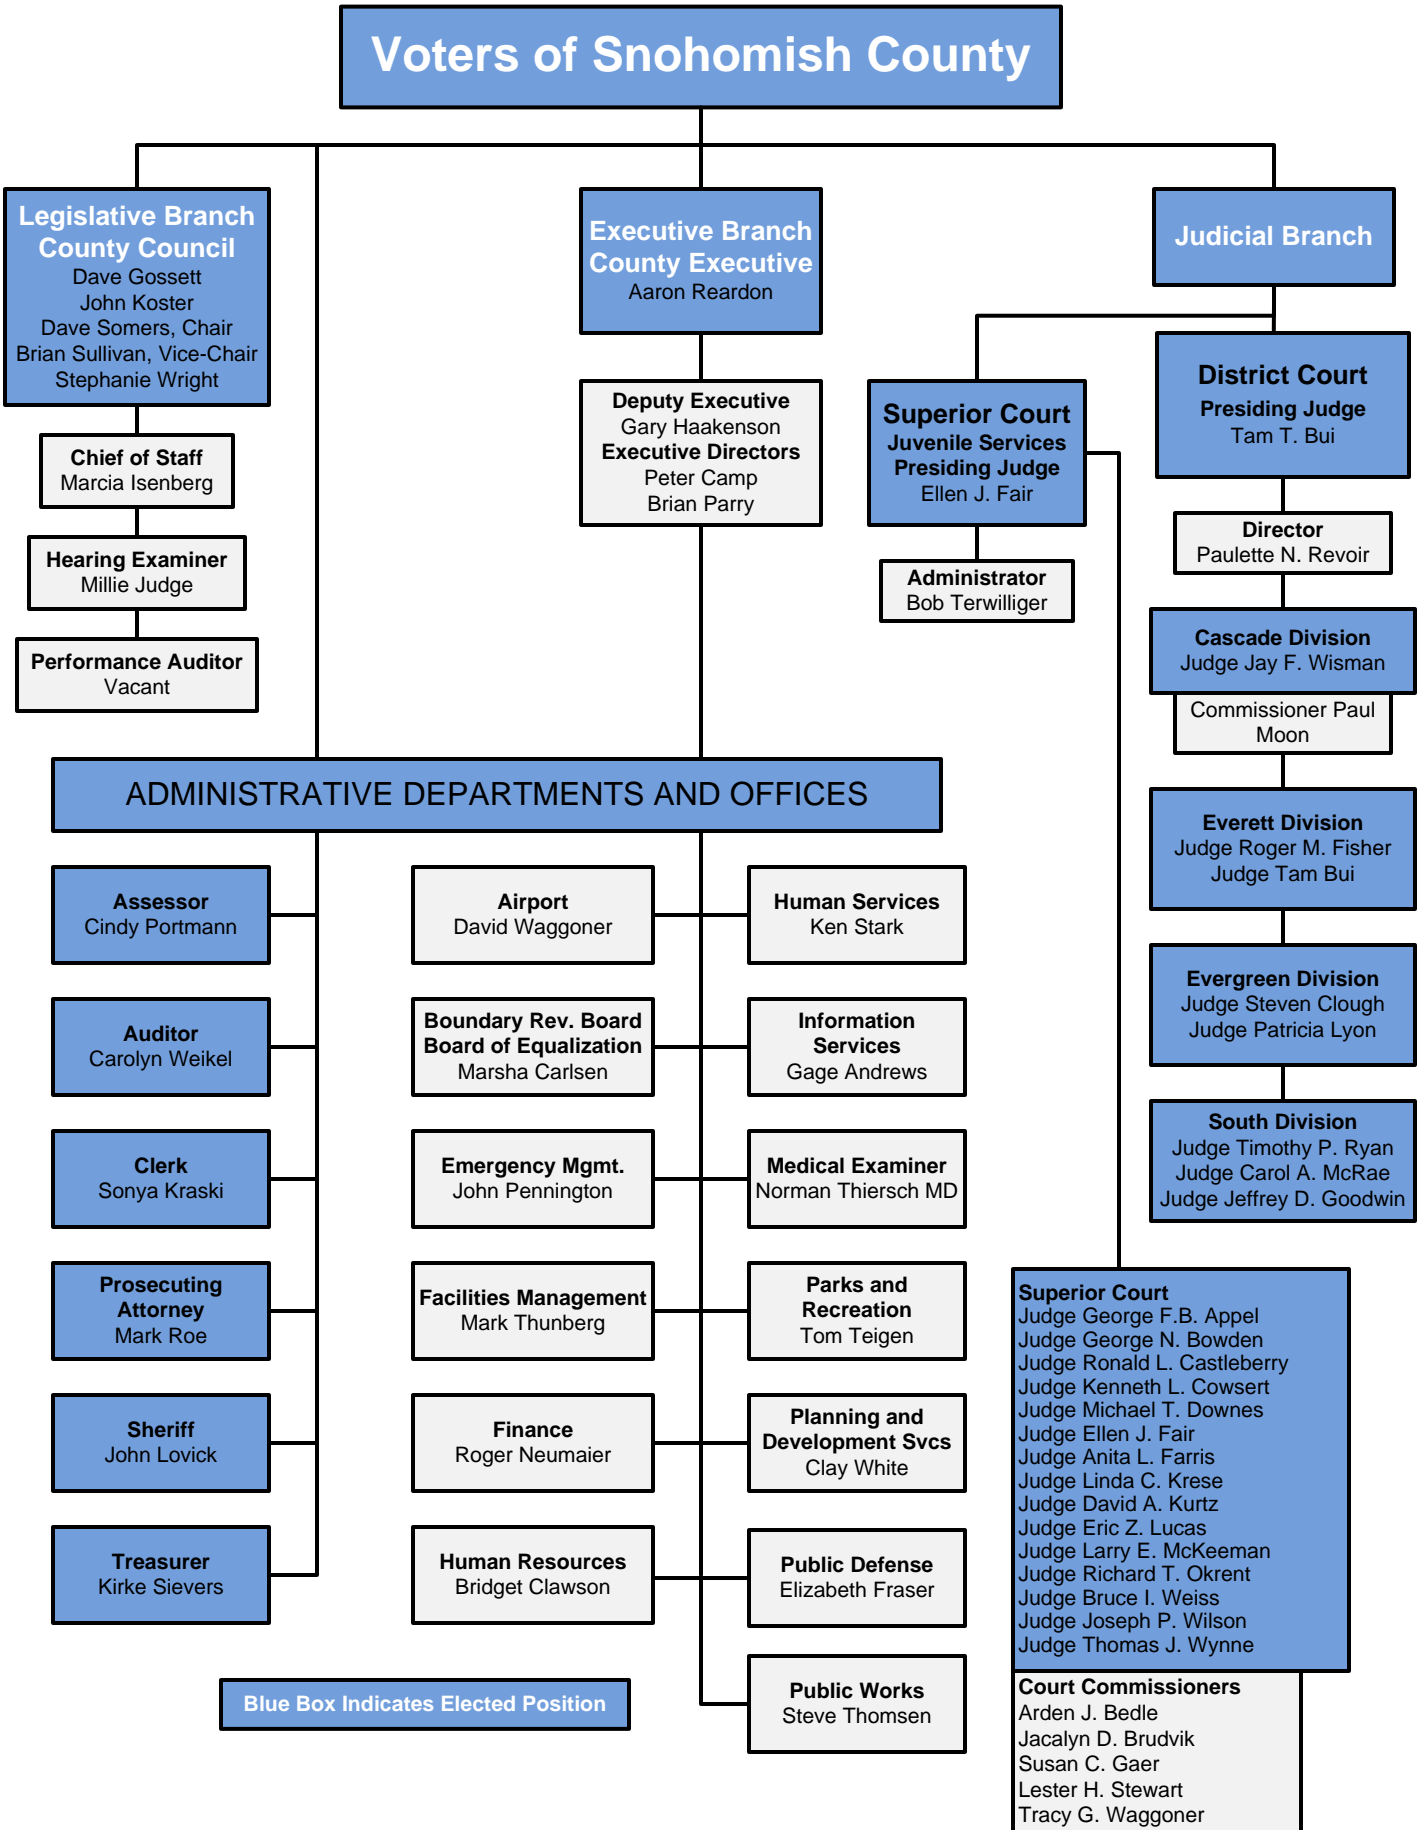 Voters of Snohomish County
Legislative Branch
County Council
Dave Gossett
John Koster
Dave Somers, Chair
Brian Sullivan, Vice-Chair
Stephanie Wright
Chief of Staff
Marcia Isenberg
Hearing Examiner
Millie Judge
Performance Auditor
Vacant
Executive Branch
County Executive
Aaron Reardon
Deputy Executive
Gary Haakenson
Executive Directors
Peter Camp
Brian Parry
Judicial Branch
Superior Court
Juvenile Services
Presiding Judge
Ellen J. Fair
Administrator
Bob Terwilliger
District Court
Presiding Judge
Tam T. Bui
Director
Paulette N. Revoir
Cascade Division
Judge Jay F. Wisman
Commissioner Paul
Moon
Everett Division
Judge Roger M. Fisher
Judge Tam Bui
Evergreen Division
Judge Steven Clough
Judge Patricia Lyon
South Division
Judge Timothy P. Ryan
Judge Carol A. McRae
Judge Jeffrey D. Goodwin
ADMINISTRATIVE DEPARTMENTS AND OFFICES
Assessor
Cindy Portmann
Auditor
Carolyn Weikel
Clerk
Sonya Kraski
Prosecuting
Attorney
Mark Roe
Sheriff
John Lovick
Treasurer
Kirke Sievers
Airport
David Waggoner
Boundary Rev. Board
Board of Equalization
Marsha Carlsen
Emergency Mgmt.
John Pennington
Facilities Management
Mark Thunberg
Finance
Roger Neumaier
Human Resources
Bridget Clawson
Human Services
Ken Stark
Information
Services
Gage Andrews
Medical Examiner
Norman Thiersch MD
Parks and
Recreation
Tom Teigen
Planning and
Development Svcs
Clay White
Public Defense
Elizabeth Fraser
Public Works
Steve Thomsen
Superior Court
Judge George F.B. Appel
Judge George N. Bowden
Judge Ronald L. Castleberry
Judge Kenneth L. Cowsert
Judge Michael T. Downes
Judge Ellen J. Fair
Judge Anita L. Farris
Judge Linda C. Krese
Judge David A. Kurtz
Judge Eric Z. Lucas
Judge Larry E. McKeeman
Judge Richard T. Okrent
Judge Bruce I. Weiss
Judge Joseph P. Wilson
Judge Thomas J. Wynne
Court Commissioners
Arden J. Bedle
Jacalyn D. Brudvik
Susan C. Gaer
Lester H. Stewart
Tracy G. Waggoner
Blue Box Indicates Elected Position